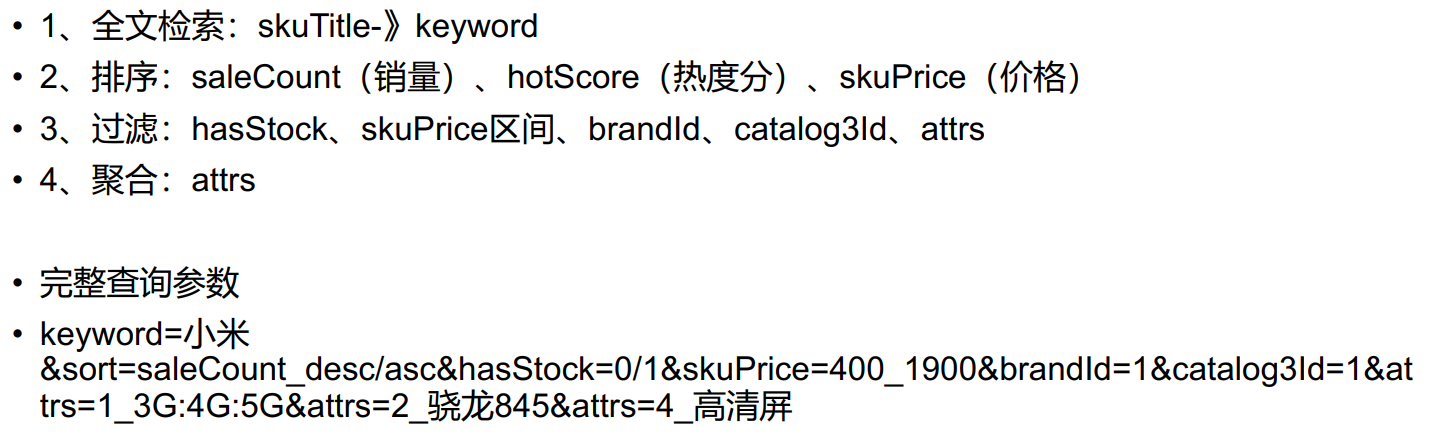 • 1、全文检索：skuTitle-》keyword
• 2、排序：saleCount（销量）、hotScore（热度分）、skuPrice（价格）
• 3、过滤：hasStock、skuPrice区间、brandId、catalog3Id、attrs
• 4、聚合：attrs
• 完整查询参数
• keyword=小米
&sort=saleCount_desc/asc&hasStock=0/1&skuPrice=400_1900&brandId=1&catalog3Id=1&at
trs=1_3G:4G:5G&attrs=2_骁龙845&attrs=4_高清屏